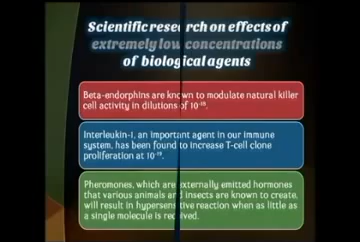 Scientific research on effects of
extremely low concentrations
of biological agents
Beta-endorphins are known to modulate natural killer
cell activity in dilutions of 10⁻¹⁸.
Interleukin-1, an important agent in our immune
system, has been found to increase T-cell clone
proliferation at 10⁻¹⁹.
Pheromones, which are externally emitted hormones
that various animals and insects are known to create,
will result in hypersensitive reaction when as little as
a single molecule is received.